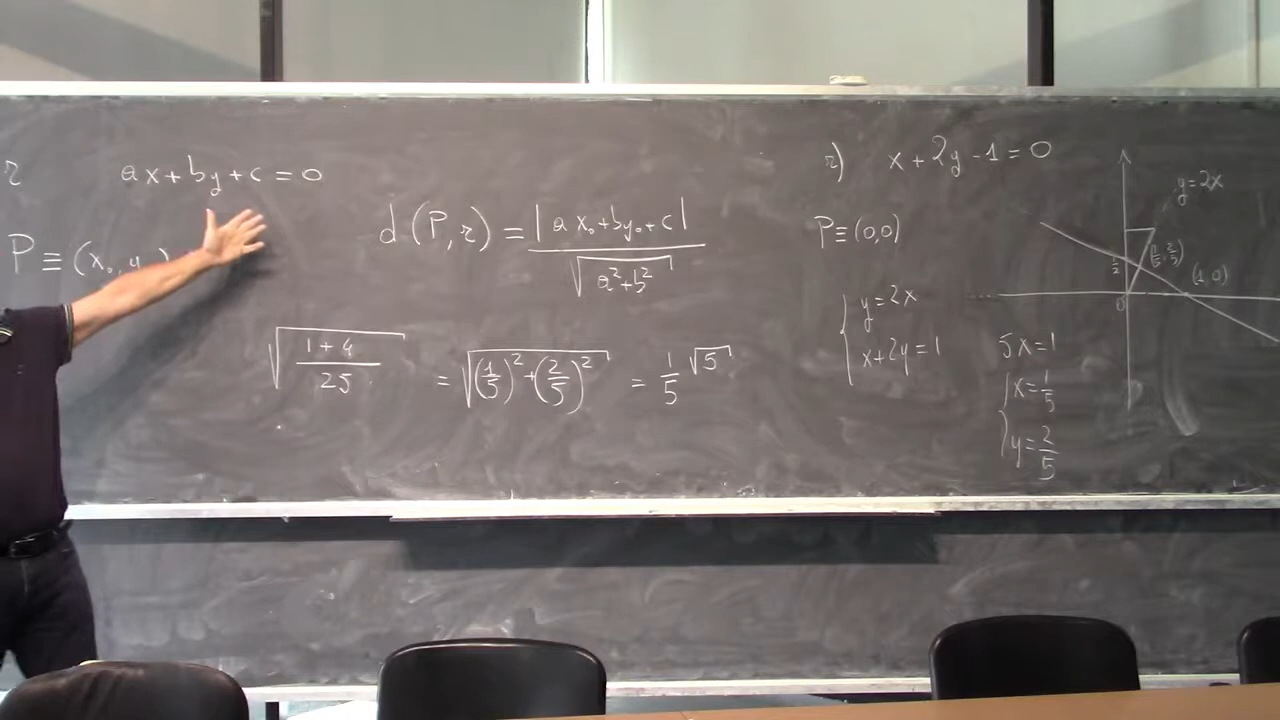 r ax + by + c = 0
P ≡ (x₀, y
d (P, r) = |ax₀ + by₀ + c| / √(a² + b²)
√((1 + 4) / 25) = √((1/5)² + (2/5)²) = 1/5 √5
r) x + 2y - 1 = 0
P ≡ (0,0)
{ y = 2x
x + 2y = 1
5x = 1
{ x = 1/5
y = 2/5
y = 2x
(1/5, 2/5)
1/2
(1,0)
0